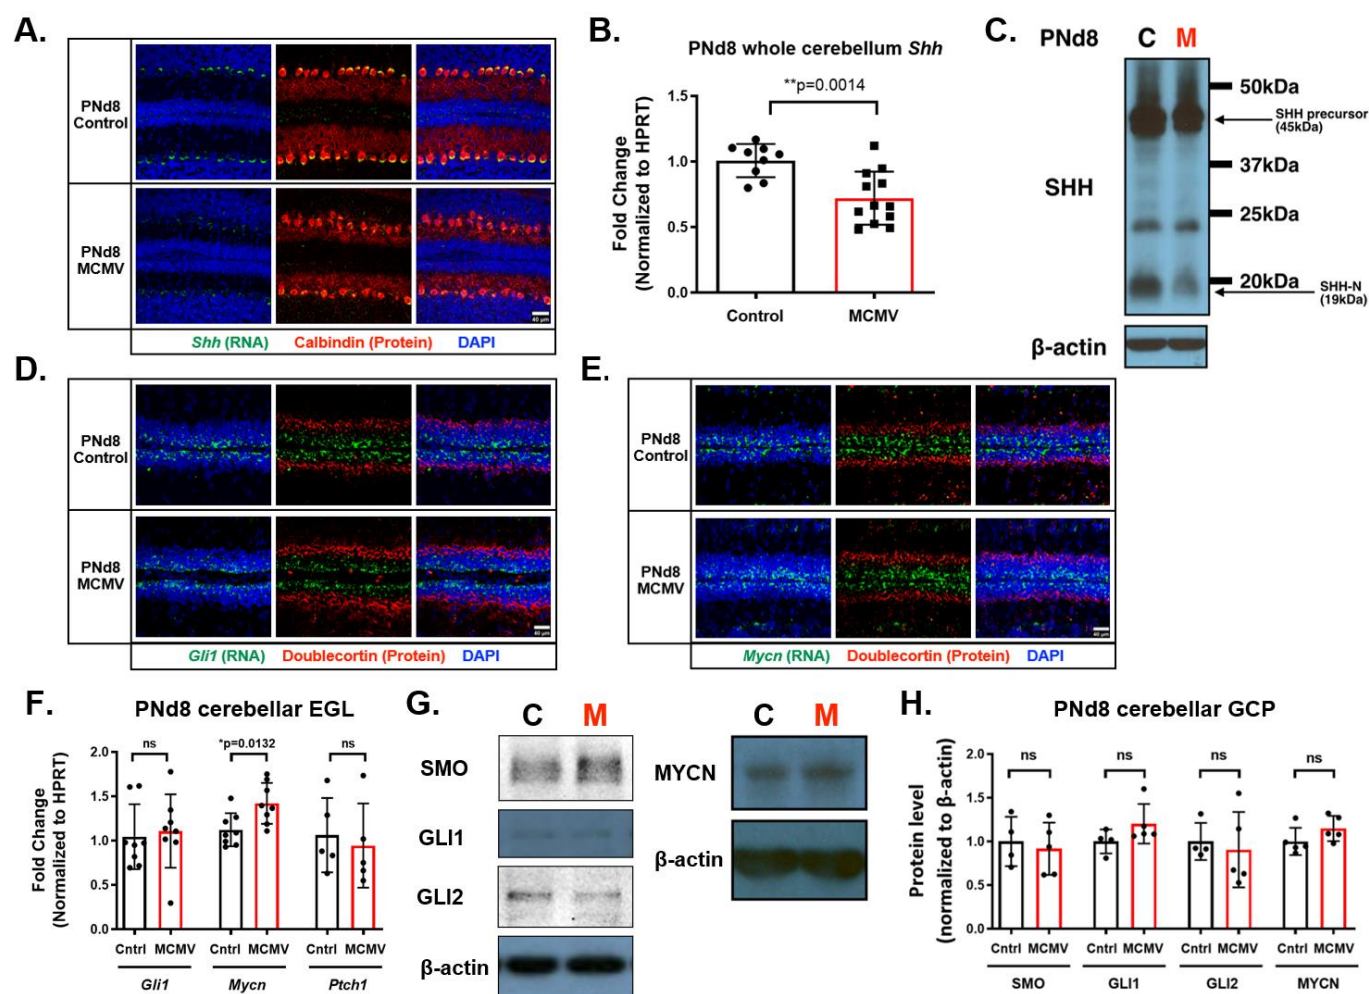 A.
PNd8
Control
PNd8
MCMV
40 µm
Shh (RNA) Calbindin (Protein) DAPI
B.
PNd8 whole cerebellum Shh
**p=0.0014
Fold Change
(Normalized to HPRT)
1.5
1.0
0.5
0.0
Control MCMV
C.
PNd8 C M
SHH
50kDa
SHH precursor
(45kDa)
37kDa
25kDa
20kDa
SHH-N
(19kDa)
β-actin
D.
PNd8
Control
PNd8
MCMV
40 µm
Gli1 (RNA) Doublecortin (Protein) DAPI
E.
PNd8
Control
PNd8
MCMV
40 µm
Mycn (RNA) Doublecortin (Protein) DAPI
F.
PNd8 cerebellar EGL
Fold Change
(Normalized to HPRT)
2.0
1.5
1.0
0.5
0.0
ns *p=0.0132 ns
Cntrl MCMV Cntrl MCMV Cntrl MCMV
Gli1 Mycn Ptch1
G.
C M
SMO
GLI1
GLI2
β-actin
C M
MYCN
β-actin
H.
PNd8 cerebellar GCP
Protein level
(normalized to β-actin)
2.0
1.5
1.0
0.5
0.0
ns ns ns ns
Cntrl MCMV Cntrl MCMV Cntrl MCMV Cntrl MCMV
SMO GLI1 GLI2 MYCN